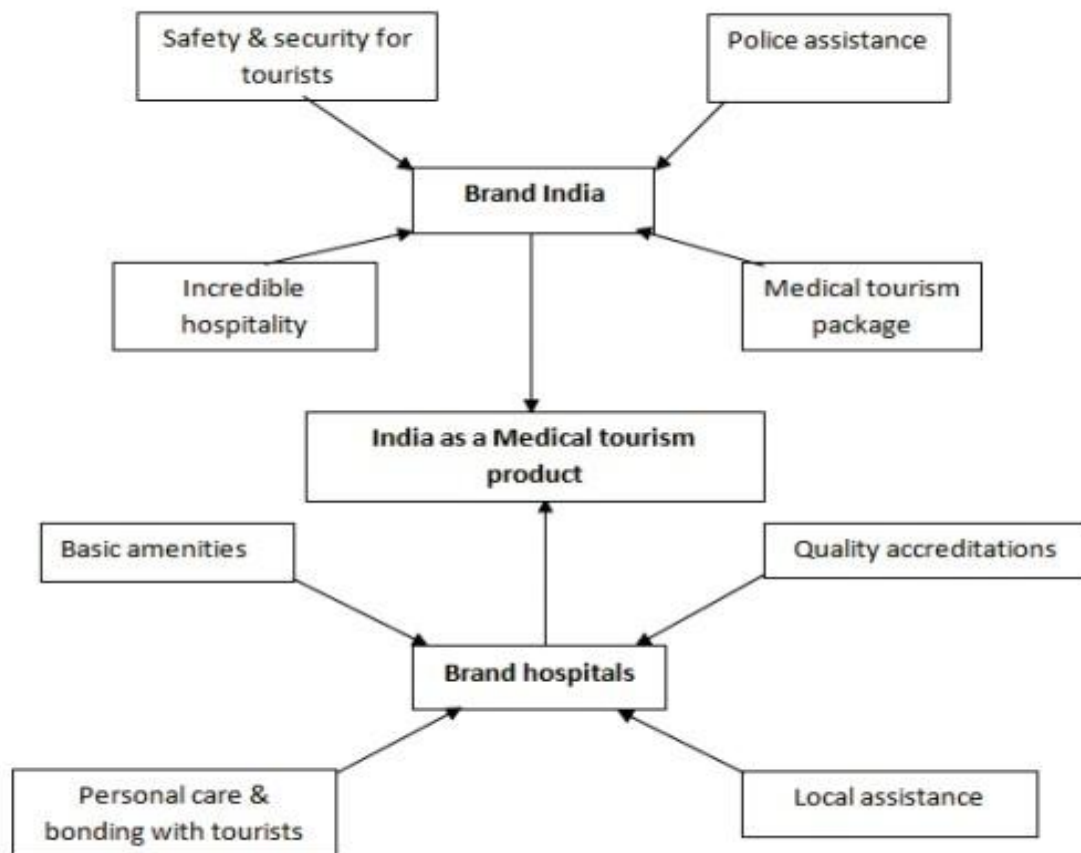 Safety & security for
tourists
Police assistance
Brand India
Incredible
hospitality
Medical tourism
package
India as a Medical tourism
product
Basic amenities
Quality accreditations
Brand hospitals
Personal care &
bonding with tourists
Local assistance